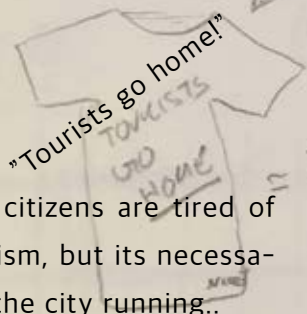 „Tourists go home!”
TOURISTS
GO
HOME
citizens are tired of
ism, but its necessa-
the city running..